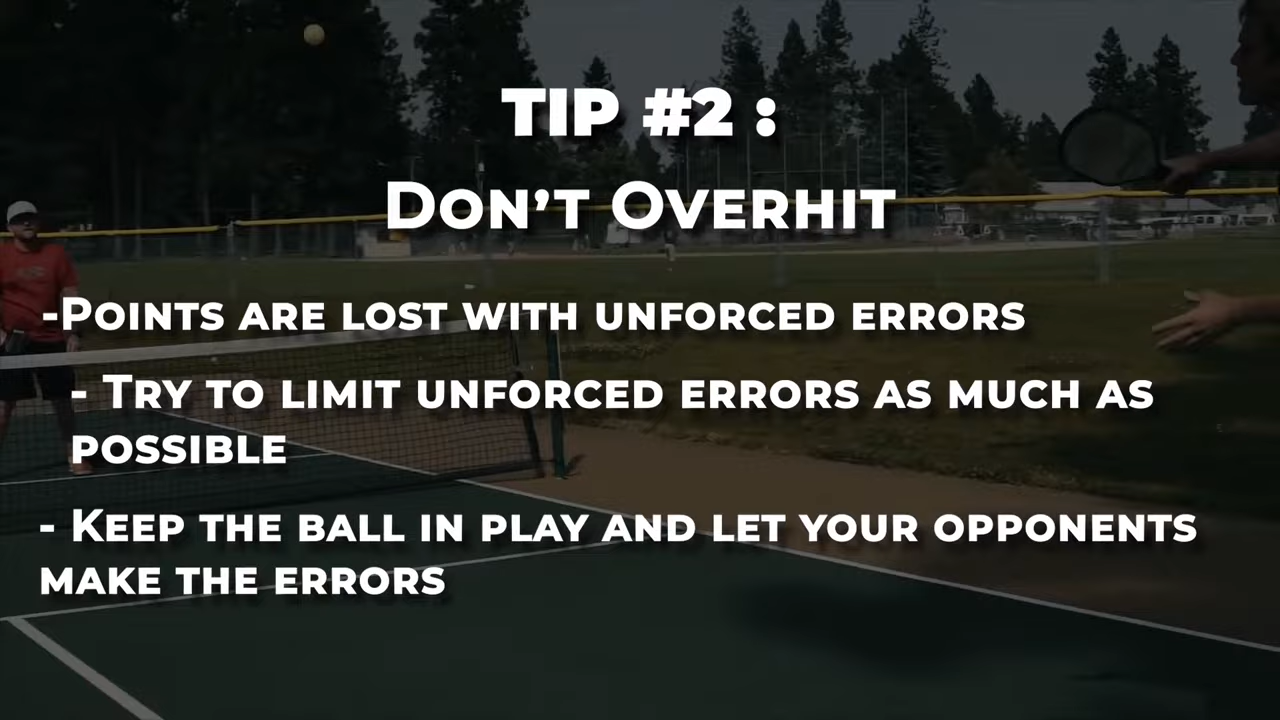 TIP #2 :
Don’t Overhit
-Points are lost with unforced errors
- Try to limit unforced errors as much as
possible
- Keep the ball in play and let your opponents
make the errors